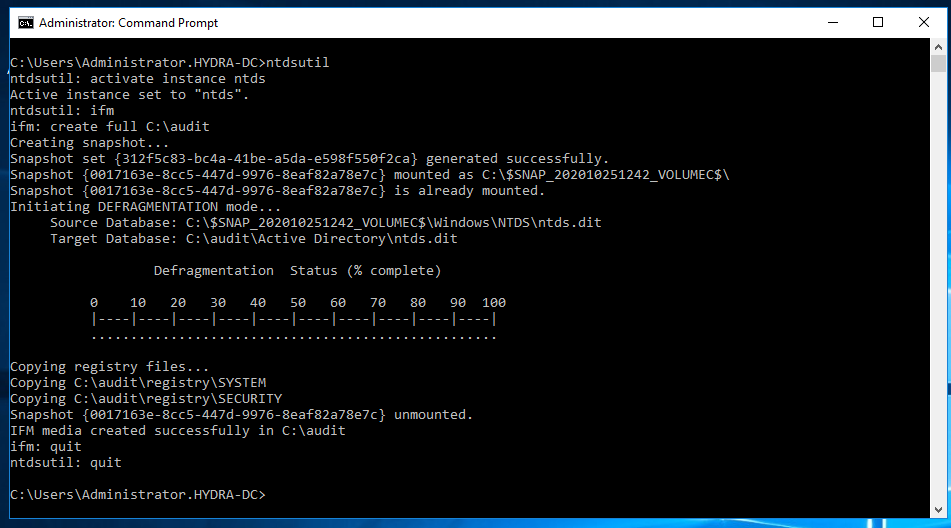 Administrator: Command Prompt
C:\Users\Administrator.HYDRA-DC>ntdsutil
ntdsutil: activate instance ntds
Active instance set to "ntds".
ntdsutil: ifm
ifm: create full C:\audit
Creating snapshot...
Snapshot set {312f5c83-bc4a-41be-a5da-e598f550f2ca} generated successfully.
Snapshot {0017163e-8cc5-447d-9976-8eaf82a78e7c} mounted as C:\$SNAP_202010251242_VOLUMEC$\
Snapshot {0017163e-8cc5-447d-9976-8eaf82a78e7c} is already mounted.
Initiating DEFRAGMENTATION mode...
     Source Database: C:\$SNAP_202010251242_VOLUMEC$\Windows\NTDS\ntds.dit
     Target Database: C:\audit\Active Directory\ntds.dit
                  Defragmentation  Status (% complete)
          0    10   20   30   40   50   60   70   80   90  100
          |----|----|----|----|----|----|----|----|----|----|
          ...................................................
Copying registry files...
Copying C:\audit\registry\SYSTEM
Copying C:\audit\registry\SECURITY
Snapshot {0017163e-8cc5-447d-9976-8eaf82a78e7c} unmounted.
IFM media created successfully in C:\audit
ifm: quit
ntdsutil: quit
C:\Users\Administrator.HYDRA-DC>